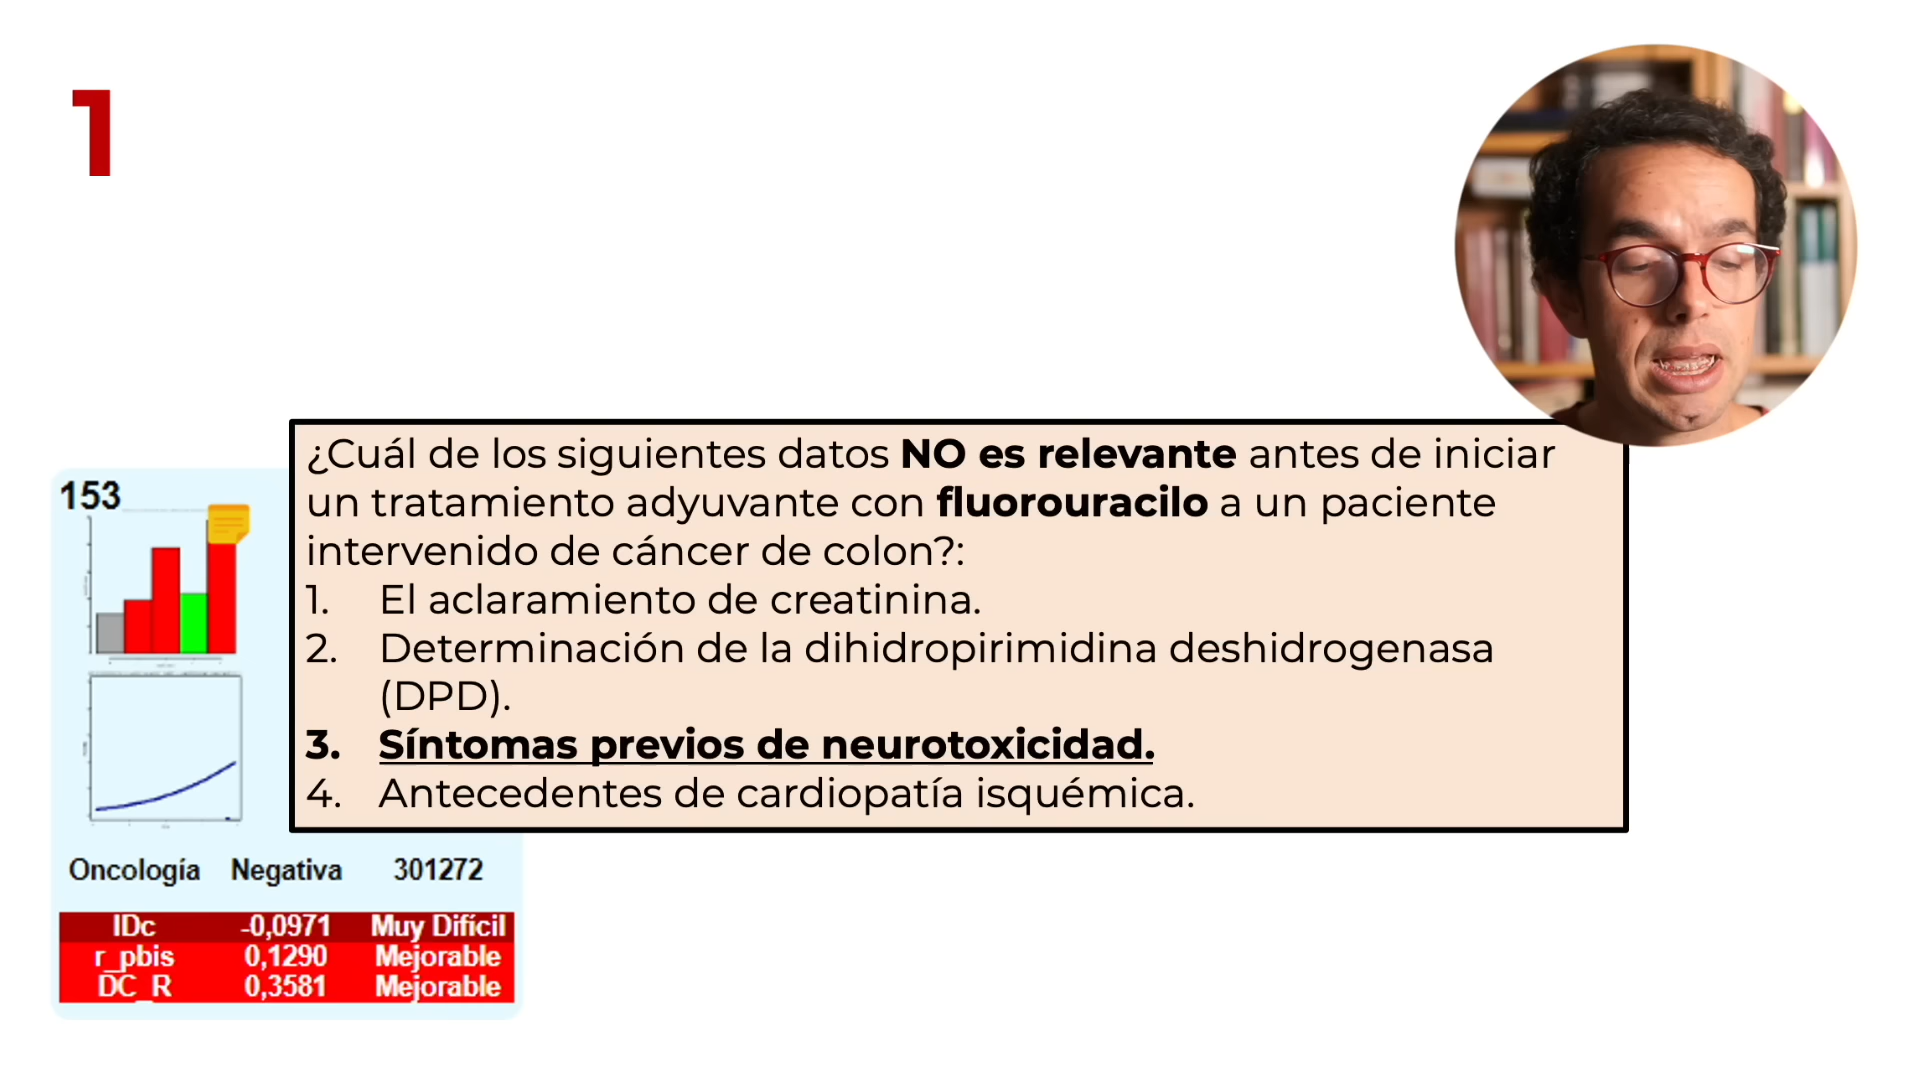 1
¿Cuál de los siguientes datos NO es relevante antes de iniciar
un tratamiento adyuvante con fluorouracilo a un paciente
intervenido de cáncer de colon?:
1. El aclaramiento de creatinina.
2. Determinación de la dihidropirimidina deshidrogenasa
(DPD).
3. Síntomas previos de neurotoxicidad.
4. Antecedentes de cardiopatía isquémica.
153
Oncología Negativa 301272
IDc -0,0971 Muy Difícil
r_pbis 0,1290 Mejorable
DC_R 0,3581 Mejorable